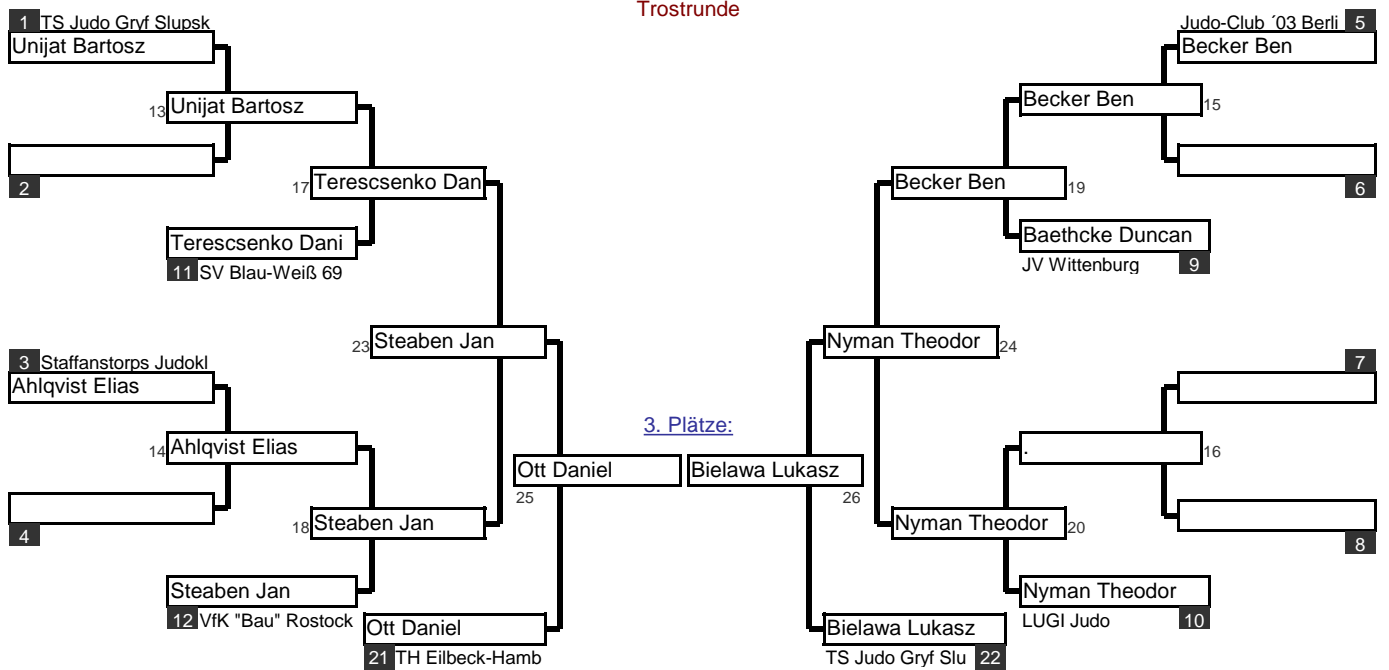 Trostrunde
1 TS Judo Gryf Slupsk
Unijat Bartosz
13 Unijat Bartosz
2
17 Terescsenko Dan
Terescsenko Dani
11 SV Blau-Weiß 69
23 Steaben Jan
3 Staffanstorps Judokl
Ahlqvist Elias
14 Ahlqvist Elias
4
18 Steaben Jan
Steaben Jan
12 VfK "Bau" Rostock
Ott Daniel
21 TH Eilbeck-Hamb
3. Plätze:
Ott Daniel
25
Bielawa Lukasz
26
Judo-Club ´03 Berli 5
Becker Ben
Becker Ben 15
6
Becker Ben 19
Baethcke Duncan
JV Wittenburg 9
Nyman Theodor 24
7
. 16
8
Nyman Theodor 20
Nyman Theodor
LUGI Judo 10
Bielawa Lukasz
TS Judo Gryf Slu 22